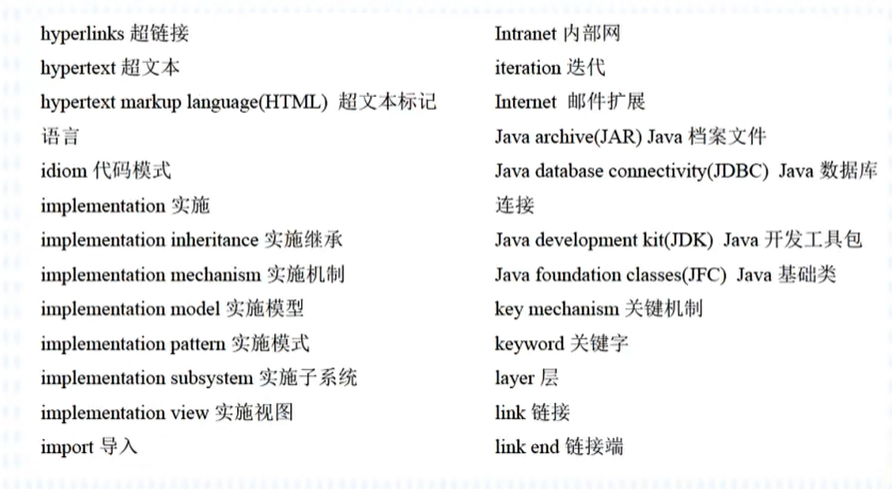 hyperlinks 超链接
hypertext 超文本
hypertext markup language(HTML) 超文本标记
语言
idiom 代码模式
implementation 实施
implementation inheritance 实施继承
implementation mechanism 实施机制
implementation model 实施模型
implementation pattern 实施模式
implementation subsystem 实施子系统
implementation view 实施视图
import 导入
Intranet 内部网
iteration 迭代
Internet 邮件扩展
Java archive(JAR) Java 档案文件
Java database connectivity(JDBC) Java 数据库
连接
Java development kit(JDK) Java 开发工具包
Java foundation classes(JFC) Java 基础类
key mechanism 关键机制
keyword 关键字
layer 层
link 链接
link end 链接端